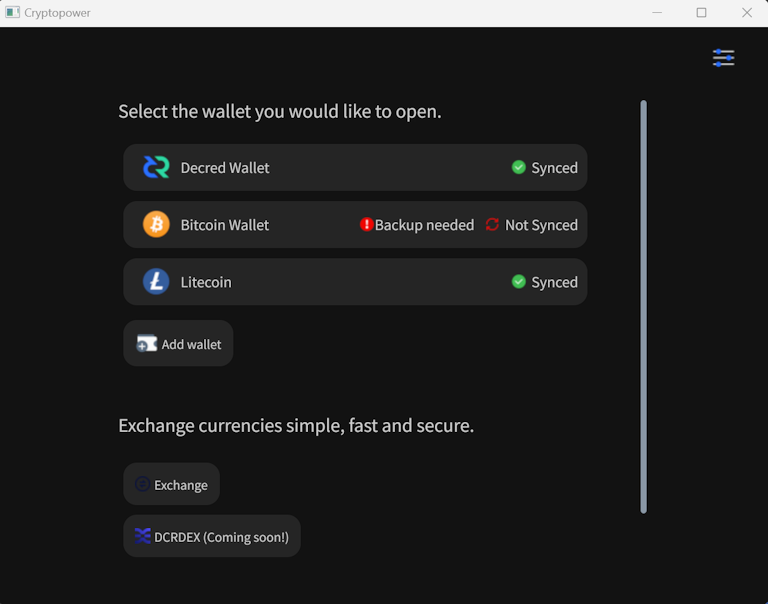 Cryptopower
Select the wallet you would like to open.
Decred Wallet Synced
Bitcoin Wallet Backup needed Not Synced
Litecoin Synced
Add wallet
Exchange currencies simple, fast and secure.
Exchange
DCRDEX (Coming soon!)